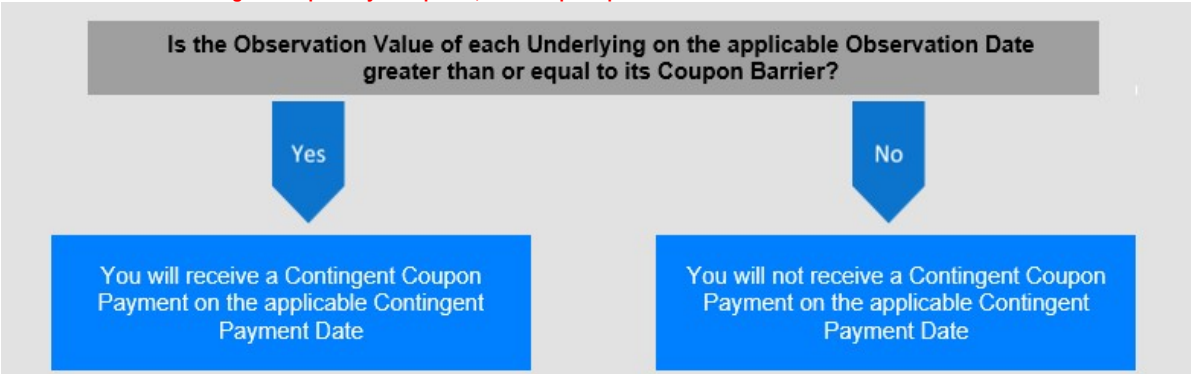 Is the Observation Value of each Underlying on the applicable Observation Date
greater than or equal to its Coupon Barrier?
Yes
No
You will receive a Contingent Coupon
Payment on the applicable Contingent
Payment Date
You will not receive a Contingent Coupon
Payment on the applicable Contingent
Payment Date